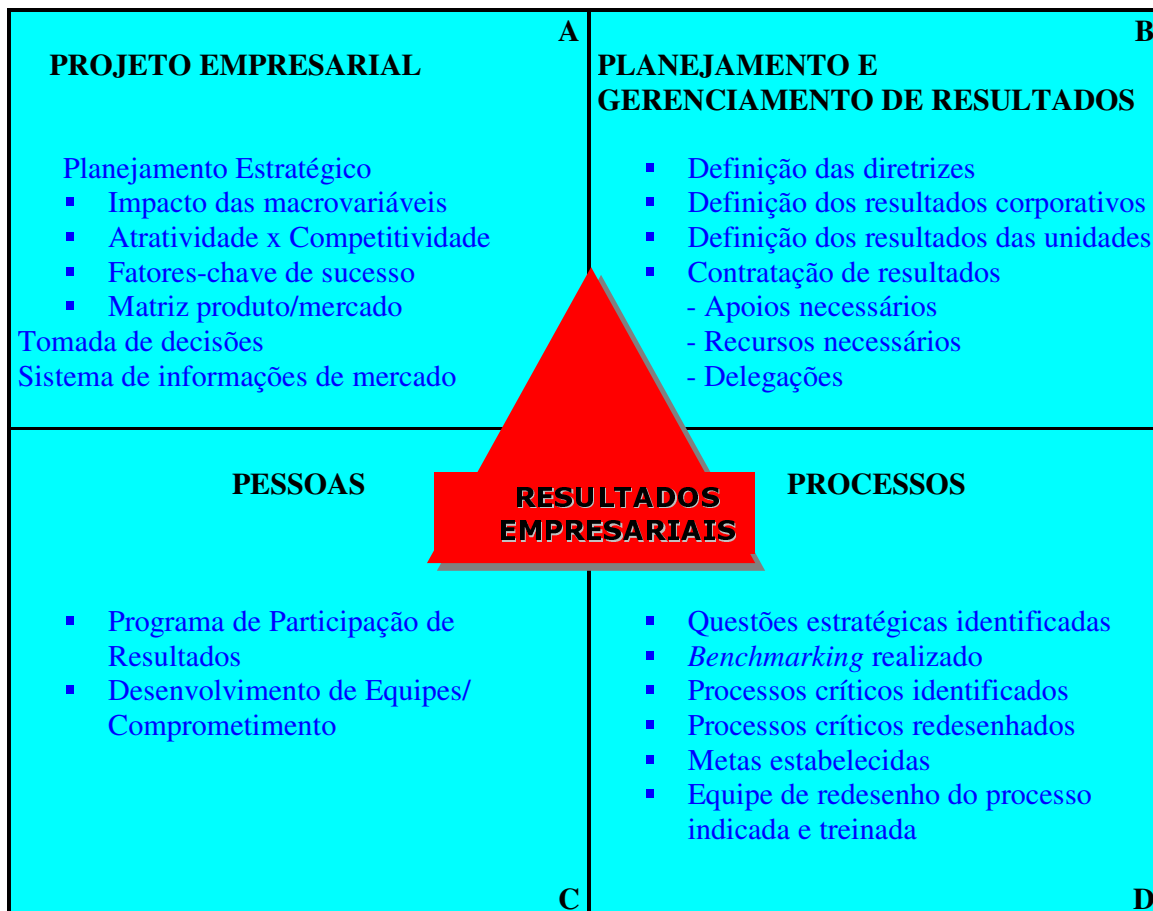 A
PROJETO EMPRESARIAL
Planejamento Estratégico
▪ Impacto das macrovariáveis
▪ Atratividade x Competitividade
▪ Fatores-chave de sucesso
▪ Matriz produto/mercado
Tomada de decisões
Sistema de informações de mercado
B
PLANEJAMENTO E
GERENCIAMENTO DE RESULTADOS
▪ Definição das diretrizes
▪ Definição dos resultados corporativos
▪ Definição dos resultados das unidades
▪ Contratação de resultados
- Apoios necessários
- Recursos necessários
- Delegações
RESULTADOS
EMPRESARIAIS
PESSOAS
▪ Programa de Participação de
Resultados
▪ Desenvolvimento de Equipes/
Comprometimento
C
PROCESSOS
▪ Questões estratégicas identificadas
▪ Benchmarking realizado
▪ Processos críticos identificados
▪ Processos críticos redesenhados
▪ Metas estabelecidas
▪ Equipe de redesenho do processo
indicada e treinada
D